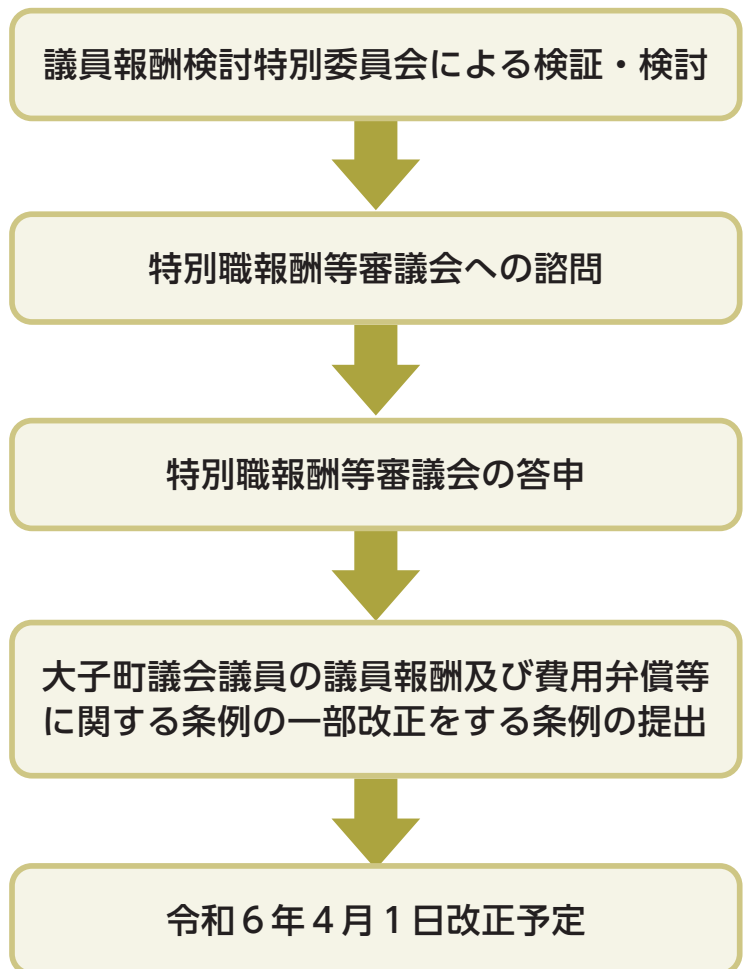 議員報酬検討特別委員会による検証・検討
特別職報酬等審議会への諮問
特別職報酬等審議会の答申
大子町議会議員の議員報酬及び費用弁償等
に関する条例の一部改正をする条例の提出
令和６年４月１日改正予定